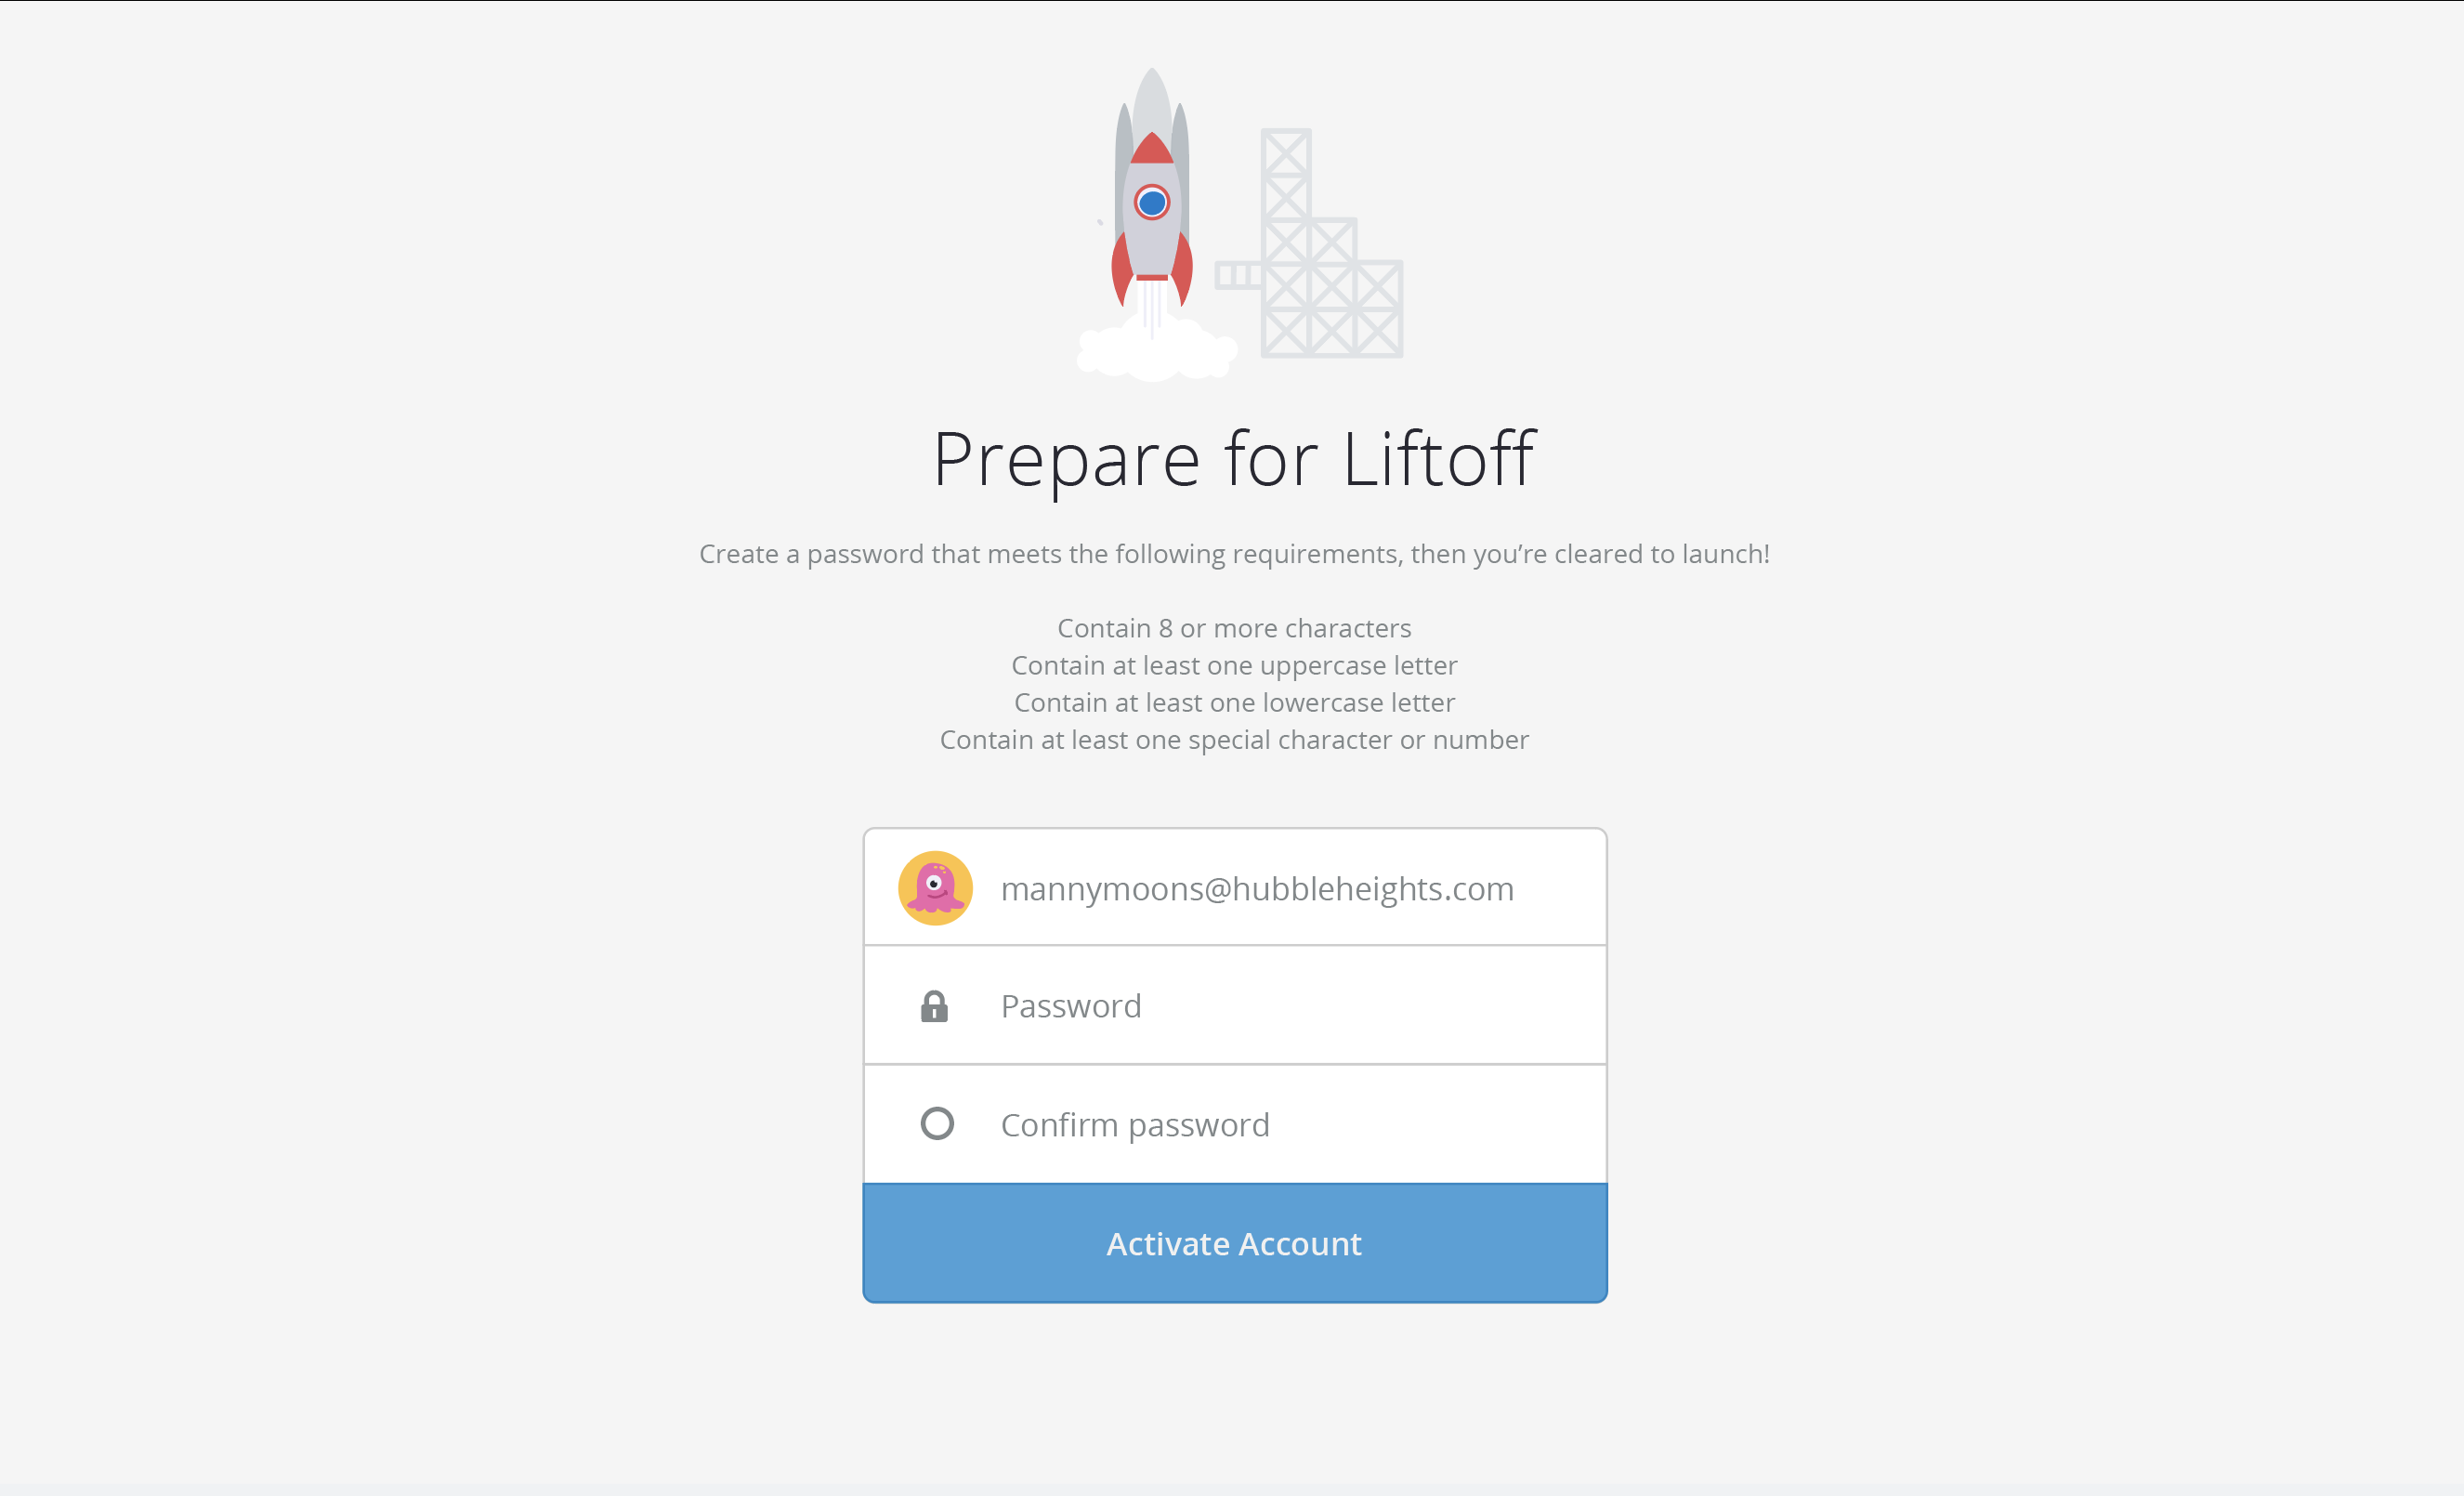 Prepare for Liftoff
Create a password that meets the following requirements, then you’re cleared to launch!
Contain 8 or more characters
Contain at least one uppercase letter
Contain at least one lowercase letter
Contain at least one special character or number
mannymoons@hubbleheights.com
Password
Confirm password
Activate Account